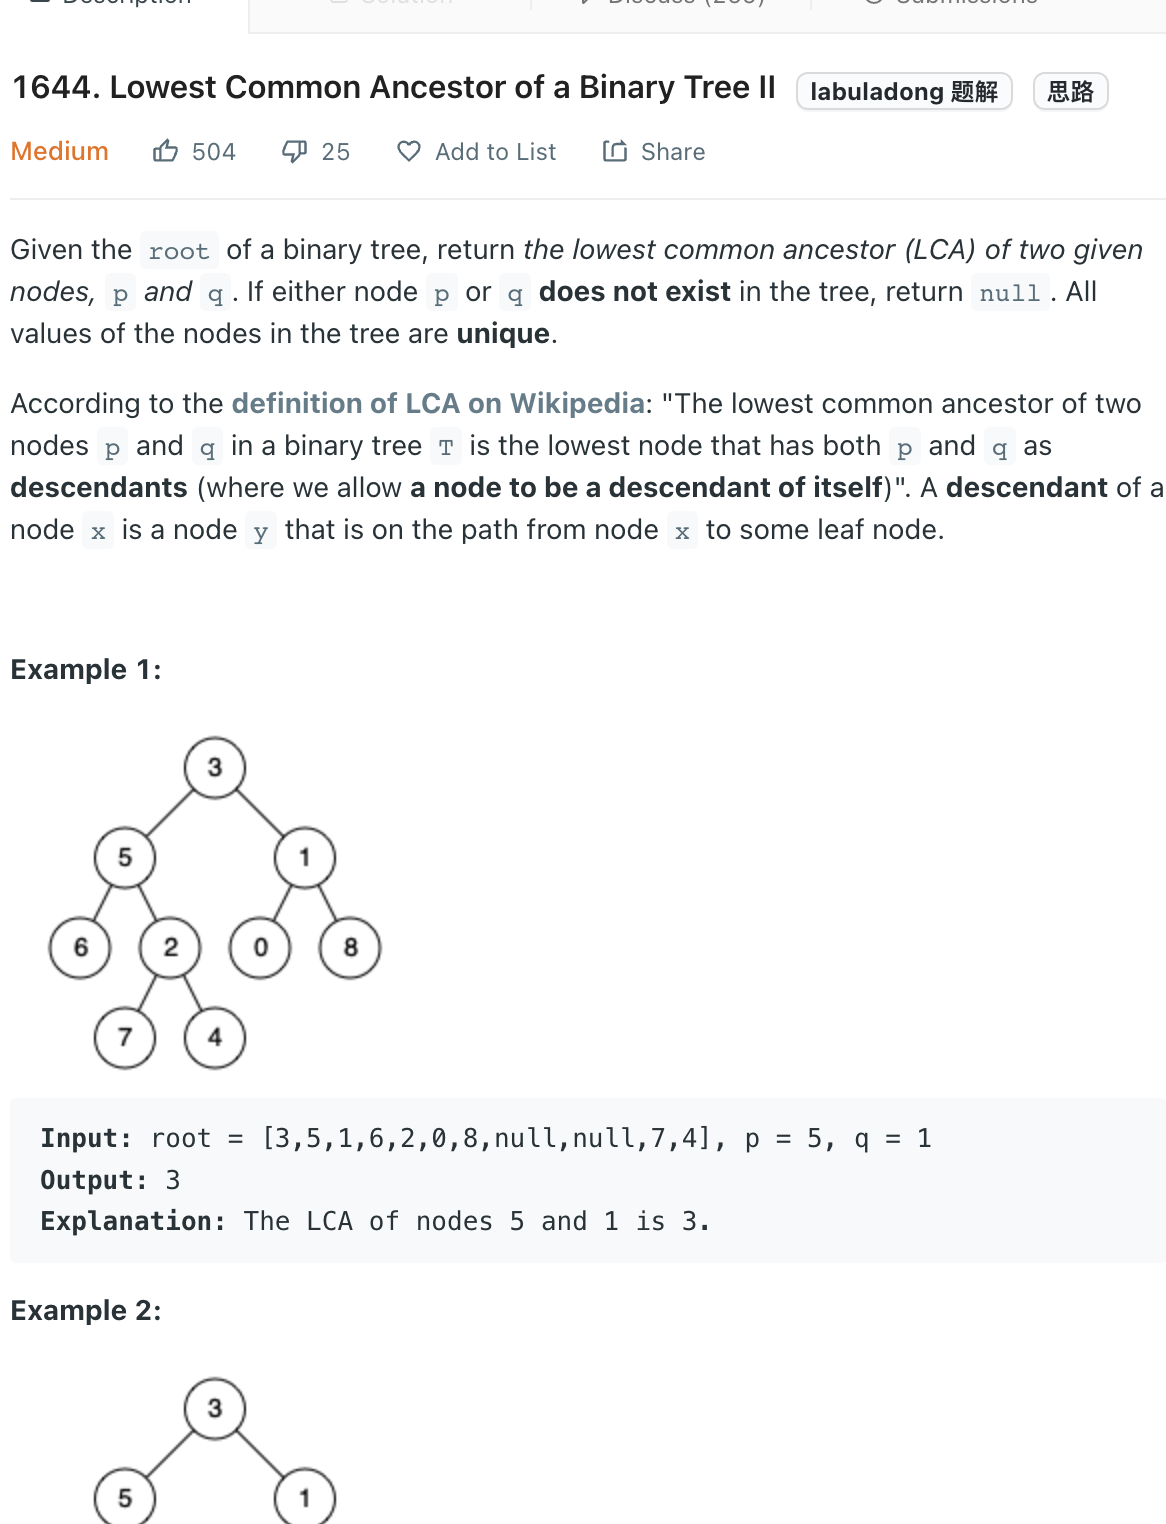 Description Solution Discuss (266) Submissions
1644. Lowest Common Ancestor of a Binary Tree II labuladong 题解 思路
Medium 504 25 Add to List Share
Given the root of a binary tree, return the lowest common ancestor (LCA) of two given
nodes, p and q. If either node p or q does not exist in the tree, return null. All
values of the nodes in the tree are unique.
According to the definition of LCA on Wikipedia: "The lowest common ancestor of two
nodes p and q in a binary tree T is the lowest node that has both p and q as
descendants (where we allow a node to be a descendant of itself)". A descendant of a
node x is a node y that is on the path from node x to some leaf node.
Example 1:
3
5 1
6 2 0 8
7 4
Input: root = [3,5,1,6,2,0,8,null,null,7,4], p = 5, q = 1
Output: 3
Explanation: The LCA of nodes 5 and 1 is 3.
Example 2:
3
5 1